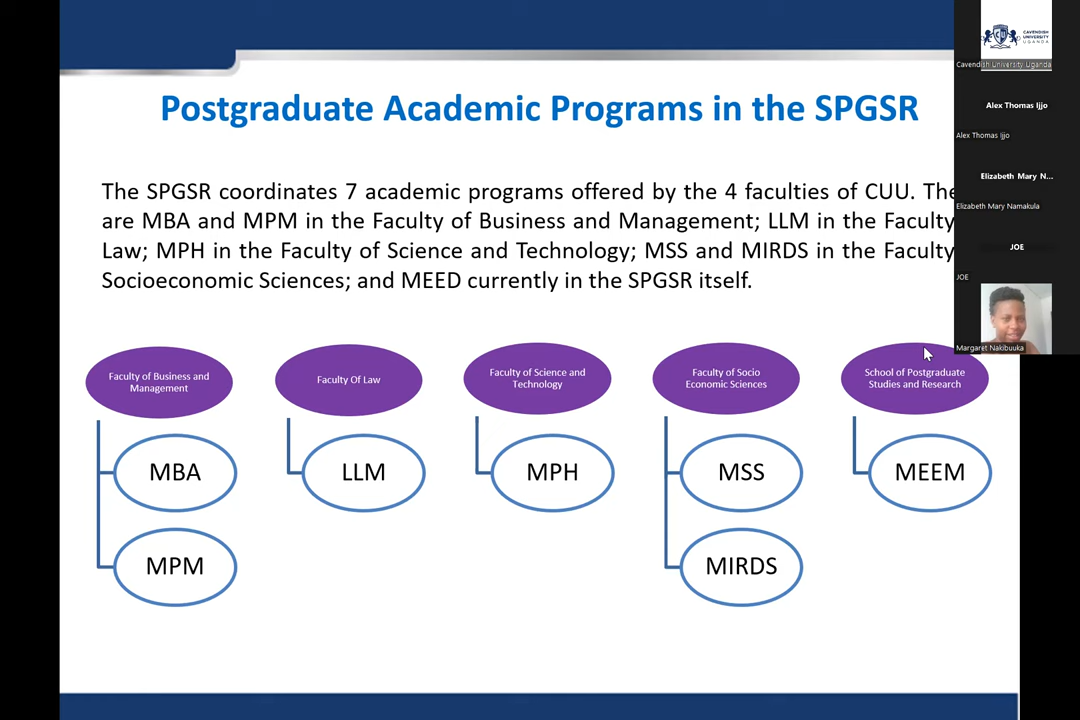 Postgraduate Academic Programs in the SPGSR
The SPGSR coordinates 7 academic programs offered by the 4 faculties of CUU. The
are MBA and MPM in the Faculty of Business and Management; LLM in the Faculty
Law; MPH in the Faculty of Science and Technology; MSS and MIRDS in the Faculty
Socioeconomic Sciences; and MEED currently in the SPGSR itself.
Faculty of Business and
Management
MBA
MPM
Faculty Of Law
LLM
Faculty of Science and
Technology
MPH
Faculty of Socio
Economic Sciences
MSS
MIRDS
School of Postgraduate
Studies and Research
MEEM
CAVENDISH
UNIVERSITY
UGANDA
Cavendish University Uganda
Alex Thomas Ijjo
Alex Thomas Ijjo
Elizabeth Mary N...
Elizabeth Mary Namakula
JOE
JOE
Margaret Nakibuuka